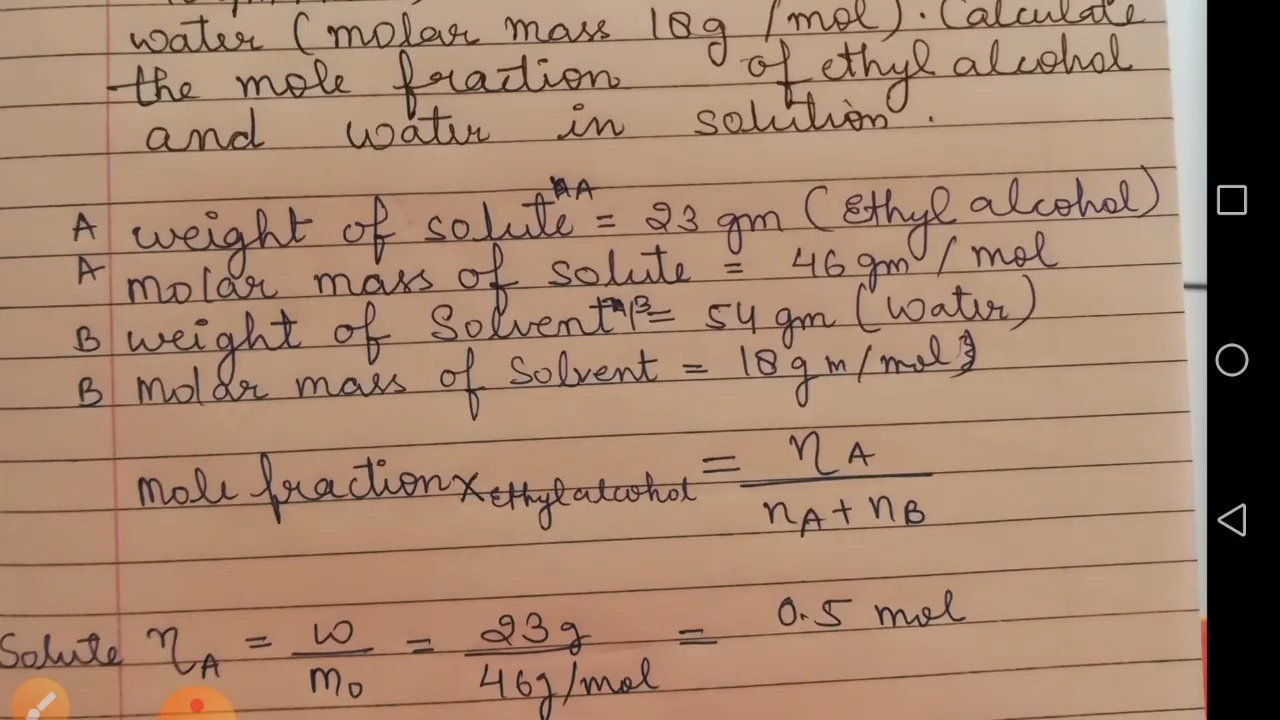 water (molar mass 18g /mol). Calculate
the mole fraction of ethyl alcohol
and water in solution.
A weight of solute A = 23 gm (Ethyl alcohol)
A molar mass of solute = 46 gm / mol
B weight of Solvent B = 54 gm (water)
B Molar mass of Solvent = 18 gm/mol
Mole fraction x ethyl alcohol = nA / nA + nB
Solute nA = w / mo = 23g / 46g/mol = 0.5 mol